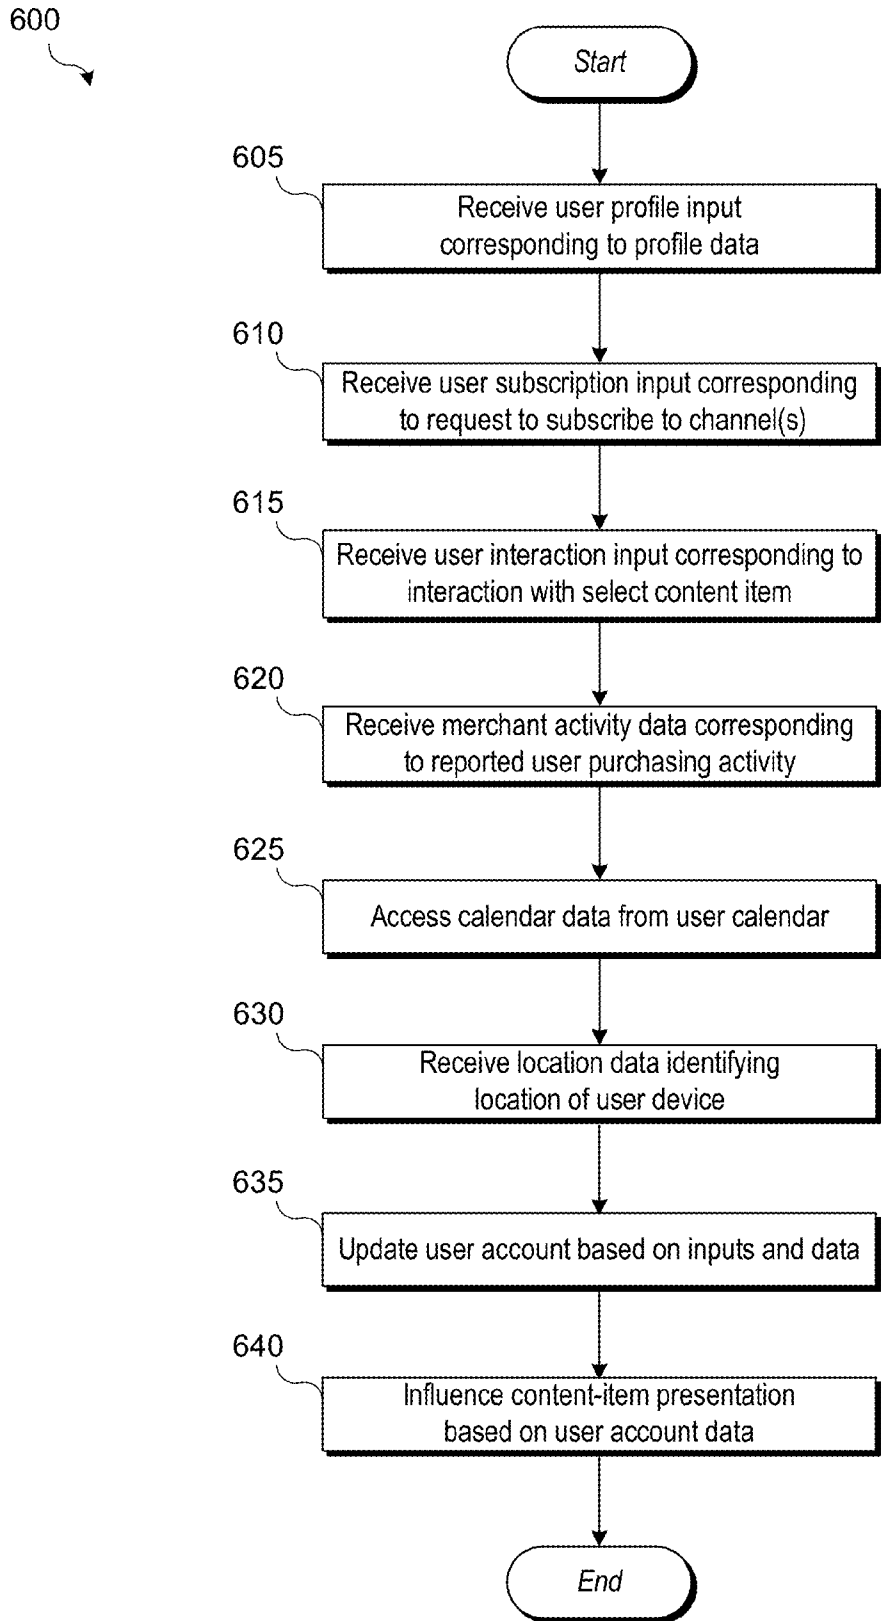 600
Start
605
Receive user profile input
corresponding to profile data
610
Receive user subscription input corresponding
to request to subscribe to channel(s)
615
Receive user interaction input corresponding to
interaction with select content item
620
Receive merchant activity data corresponding
to reported user purchasing activity
625
Access calendar data from user calendar
630
Receive location data identifying
location of user device
635
Update user account based on inputs and data
640
Influence content-item presentation
based on user account data
End